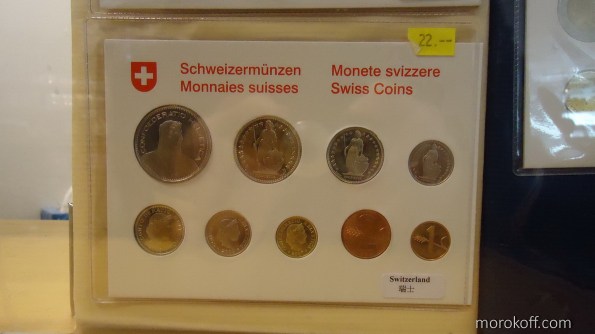 22.--
Schweizermünzen
Monnaies suisses
Monete svizzere
Swiss Coins
Switzerland
瑞士
morokoff.com